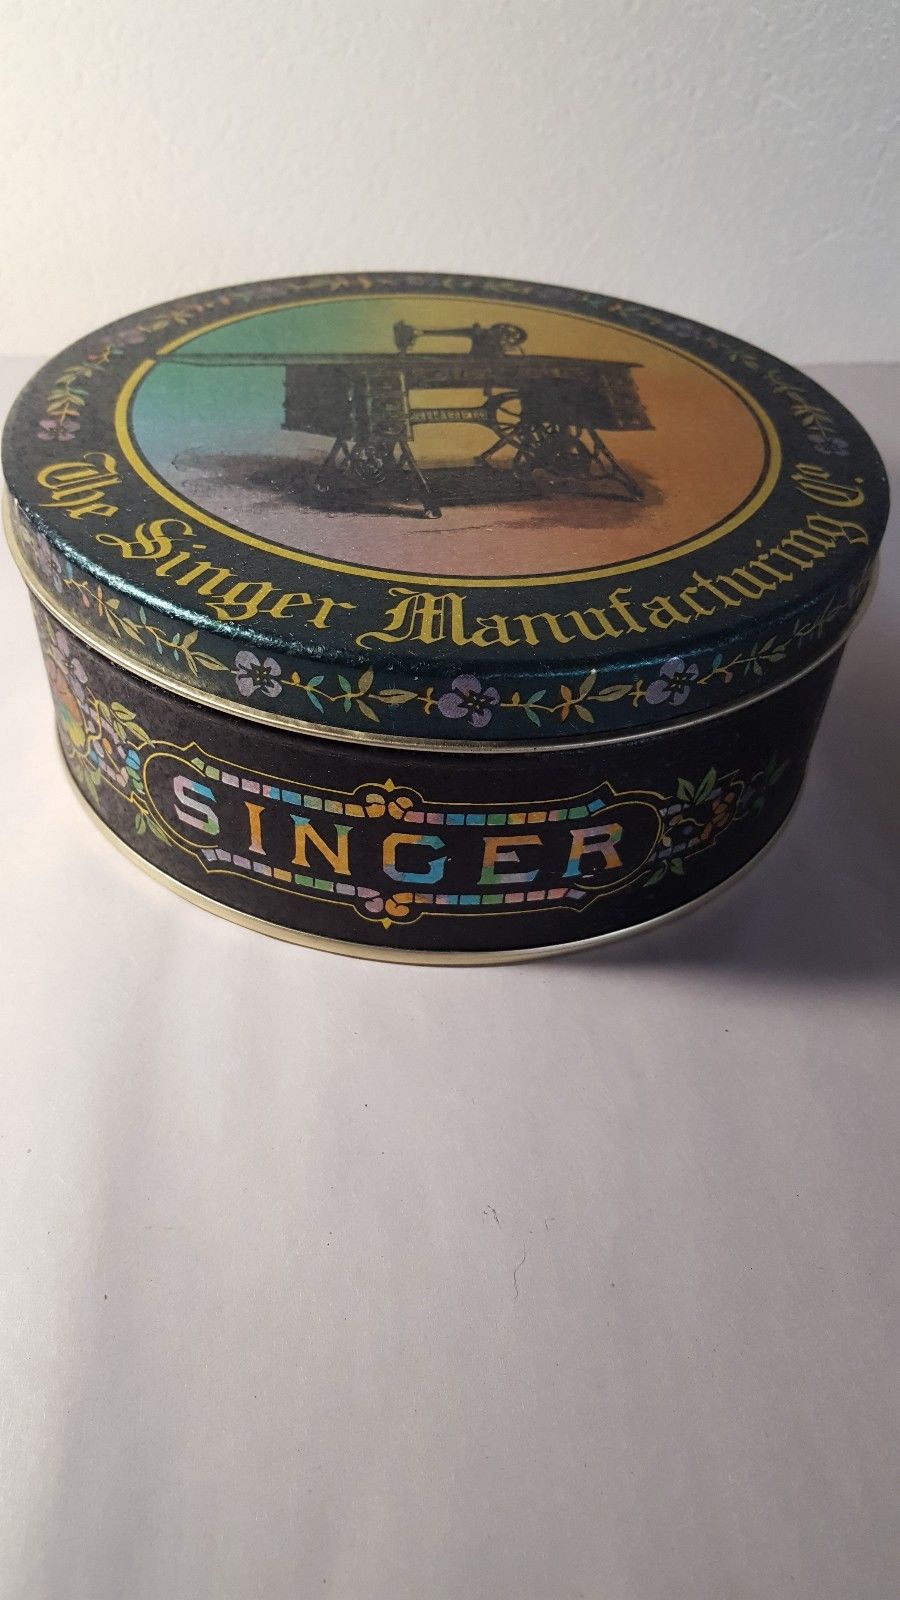 The Singer Manufacturing Co.
SINGER